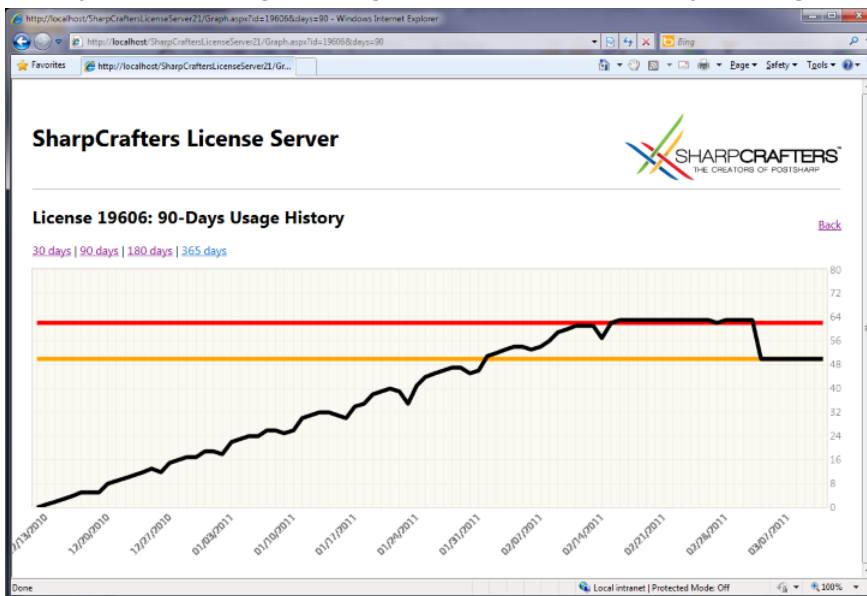 http://localhost/SharpCraftersLicenseServer21/Graph.aspx?id=19606&days=90 - Windows Internet Explorer
http://localhost/SharpCraftersLicenseServer21/Graph.aspx?id=19606&days=90
Bing
Favorites
http://localhost/SharpCraftersLicenseServer21/Gr...
Page
Safety
Tools
SharpCrafters License Server
SHARPCRAFTERS™
THE CREATORS OF POSTSHARP
License 19606: 90-Days Usage History
Back
30 days | 90 days | 180 days | 365 days
80
72
64
56
48
40
32
24
16
8
0
12/20/2010
12/27/2010
01/03/2011
01/10/2011
01/17/2011
01/24/2011
01/31/2011
02/07/2011
02/14/2011
02/21/2011
02/28/2011
03/07/2011
Done
Local intranet | Protected Mode: Off
100%